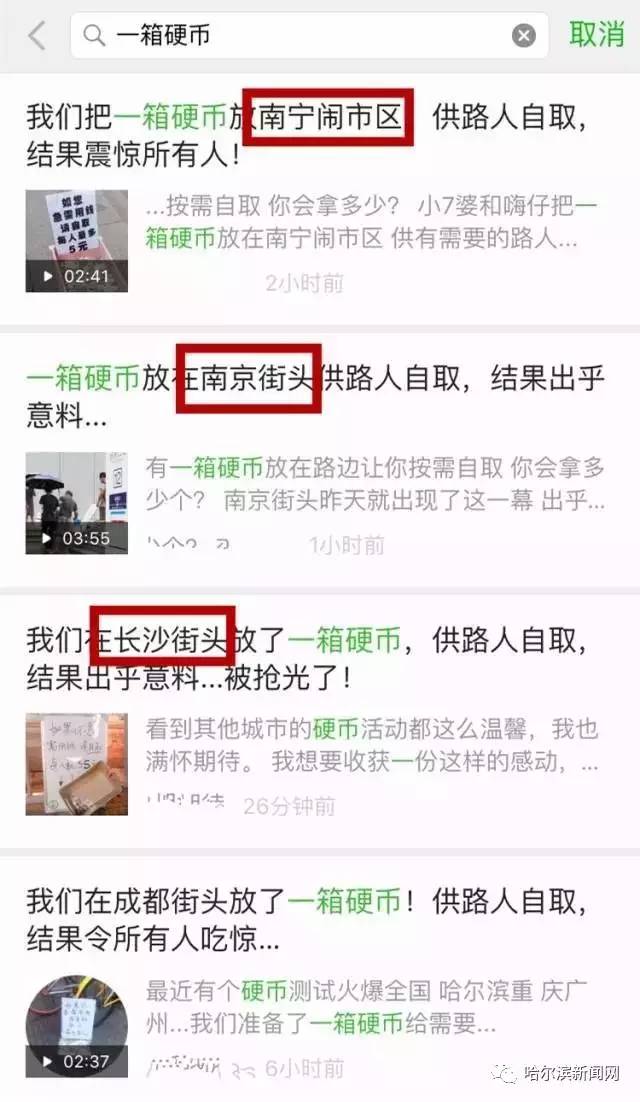 一箱硬币
取消
我们把一箱硬币放南宁闹市区,供路人自取,
结果震惊所有人!
如您
急需用钱
请自取
每人最多
5元
02:41
...按需自取 你会拿多少? 小7婆和嗨仔把一
箱硬币放在南宁闹市区 供有需要的路人...
2小时前
一箱硬币放在南京街头供路人自取,结果出乎
意料...
03:55
有一箱硬币放在路边让你按需自取 你会拿多
少个? 南京街头昨天就出现了这一幕 出乎...
1小时前
我们在长沙街头放了一箱硬币,供路人自取,
结果出乎意料...被抢光了!
看到其他城市的硬币活动都这么温馨,我也
满怀期待。 我想要收获一份这样的感动,...
26分钟前
我们在成都街头放了一箱硬币!供路人自取,
结果令所有人吃惊...
02:37
最近有个硬币测试火爆全国 哈尔滨重 庆广
州...我们准备了一箱硬币给需要...
6小时前
哈尔滨新闻网